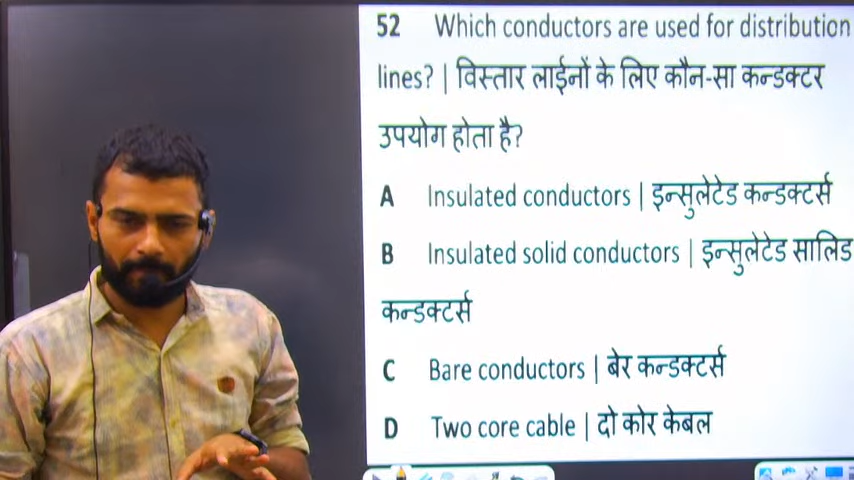 52 Which conductors are used for distribution
lines? | विस्तार लाईनों के लिए कौन-सा कन्डक्टर
उपयोग होता है?
A Insulated conductors | इन्सुलेटेड कन्डक्टर्स
B Insulated solid conductors | इन्सुलेटेड सालिड
कन्डक्टर्स
C Bare conductors | बेर कन्डक्टर्स
D Two core cable | दो कोर केबल